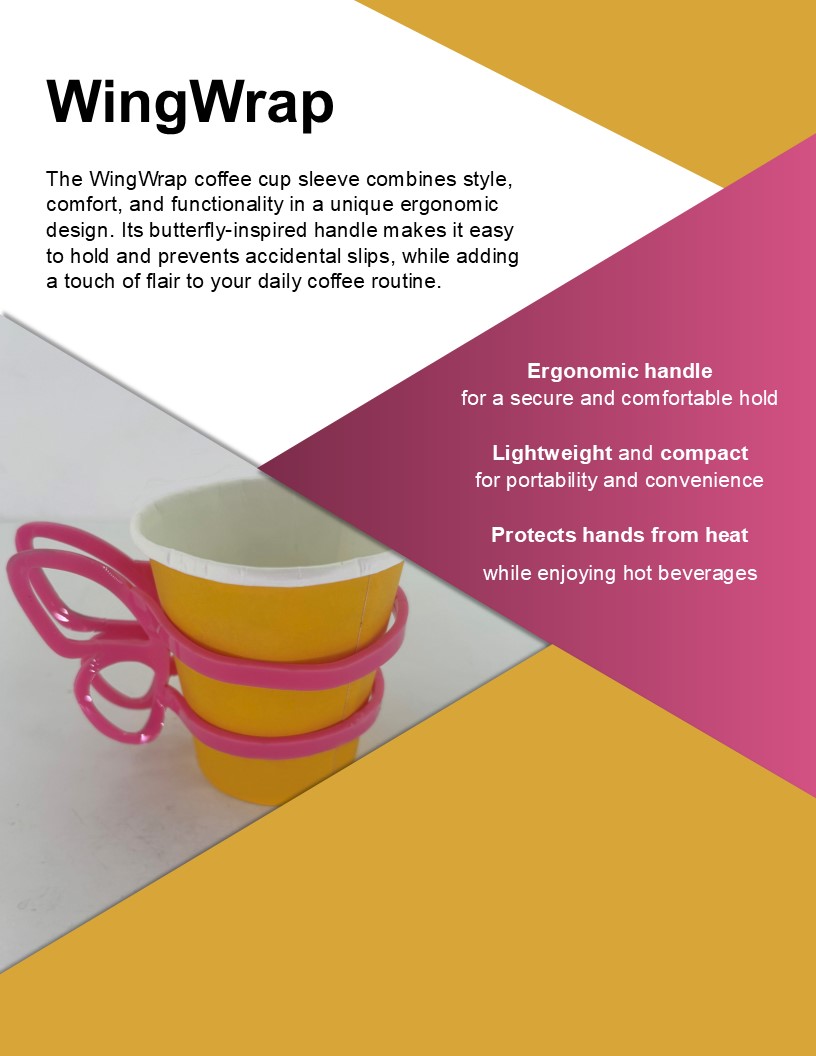 WingWrap
The WingWrap coffee cup sleeve combines style,
comfort, and functionality in a unique ergonomic
design. Its butterfly-inspired handle makes it easy
to hold and prevents accidental slips, while adding
a touch of flair to your daily coffee routine.
Ergonomic handle
for a secure and comfortable hold
Lightweight and compact
for portability and convenience
Protects hands from heat
while enjoying hot beverages